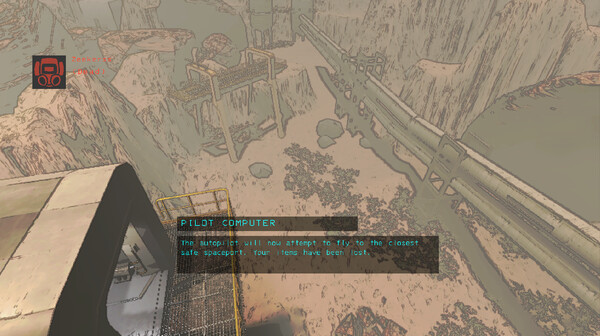 PILOT COMPUTER
The autopilot will now attempt to fly to the closest
safe spaceport. Your items have been lost.